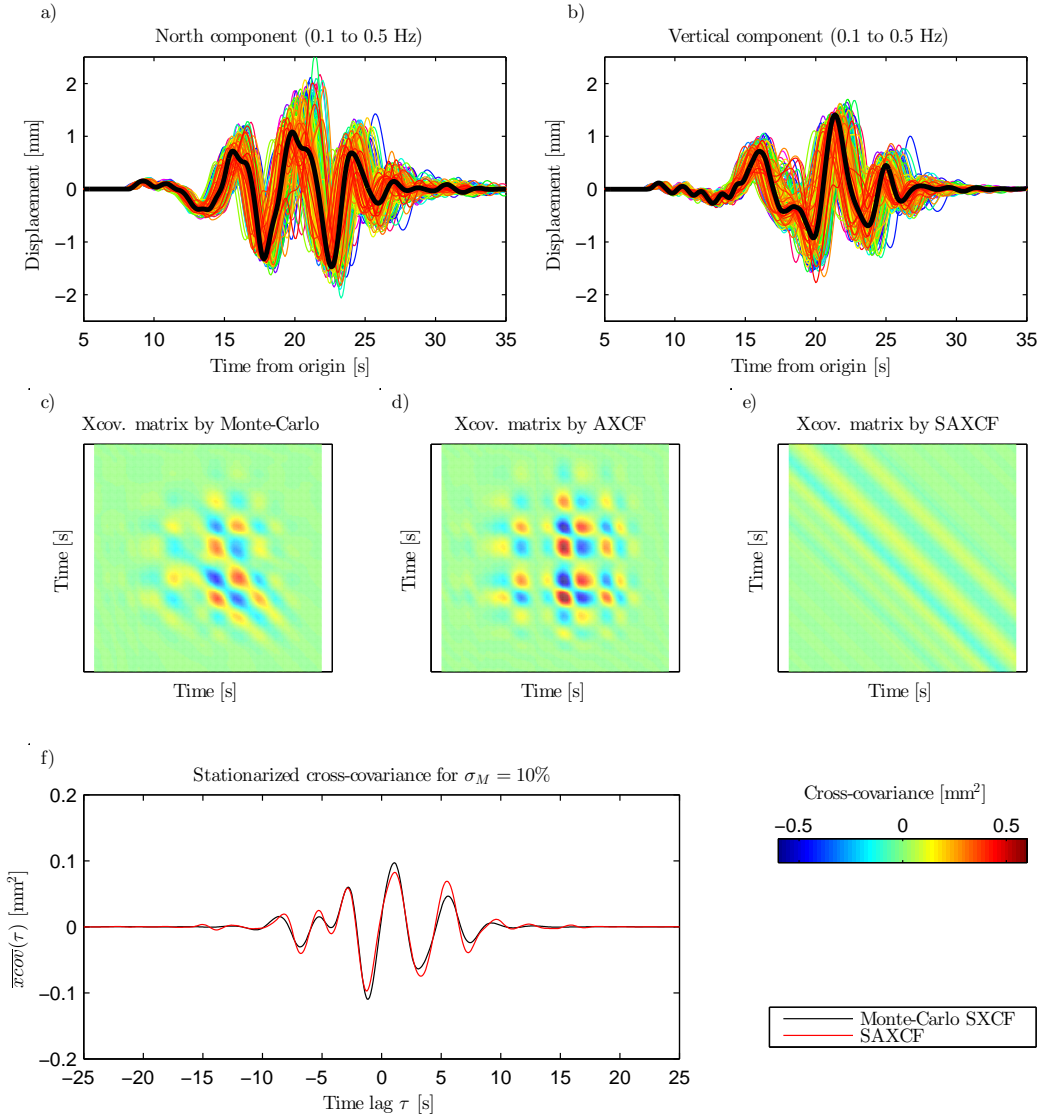 a)
North component (0.1 to 0.5 Hz)
Displacement [mm]
2
1
0
−1
−2
5 10 15 20 25 30 35
Time from origin [s]
b)
Vertical component (0.1 to 0.5 Hz)
Displacement [mm]
2
1
0
−1
−2
5 10 15 20 25 30 35
Time from origin [s]
c)
Xcov. matrix by Monte-Carlo
Time [s]
Time [s]
d)
Xcov. matrix by AXCF
Time [s]
Time [s]
e)
Xcov. matrix by SAXCF
Time [s]
Time [s]
f)
Stationarized cross-covariance for σ_M = 10%
x̅c̅o̅v̅(τ) [mm²]
0.2
0.1
0
−0.1
−0.2
−25 −20 −15 −10 −5 0 5 10 15 20 25
Time lag τ [s]
Cross-covariance [mm²]
−0.5 0 0.5
Monte-Carlo SXCF
SAXCF